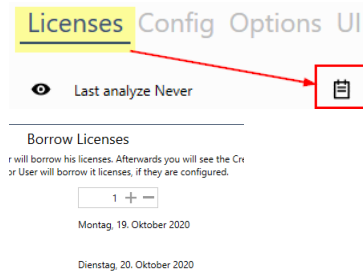 Licenses Config Options UI
Last analyze Never
Borrow Licenses
r will borrow his licenses. Afterwards you will see the Cre
or User will borrow it licenses, if they are configured.
1 + −
Montag, 19. Oktober 2020
Dienstag, 20. Oktober 2020